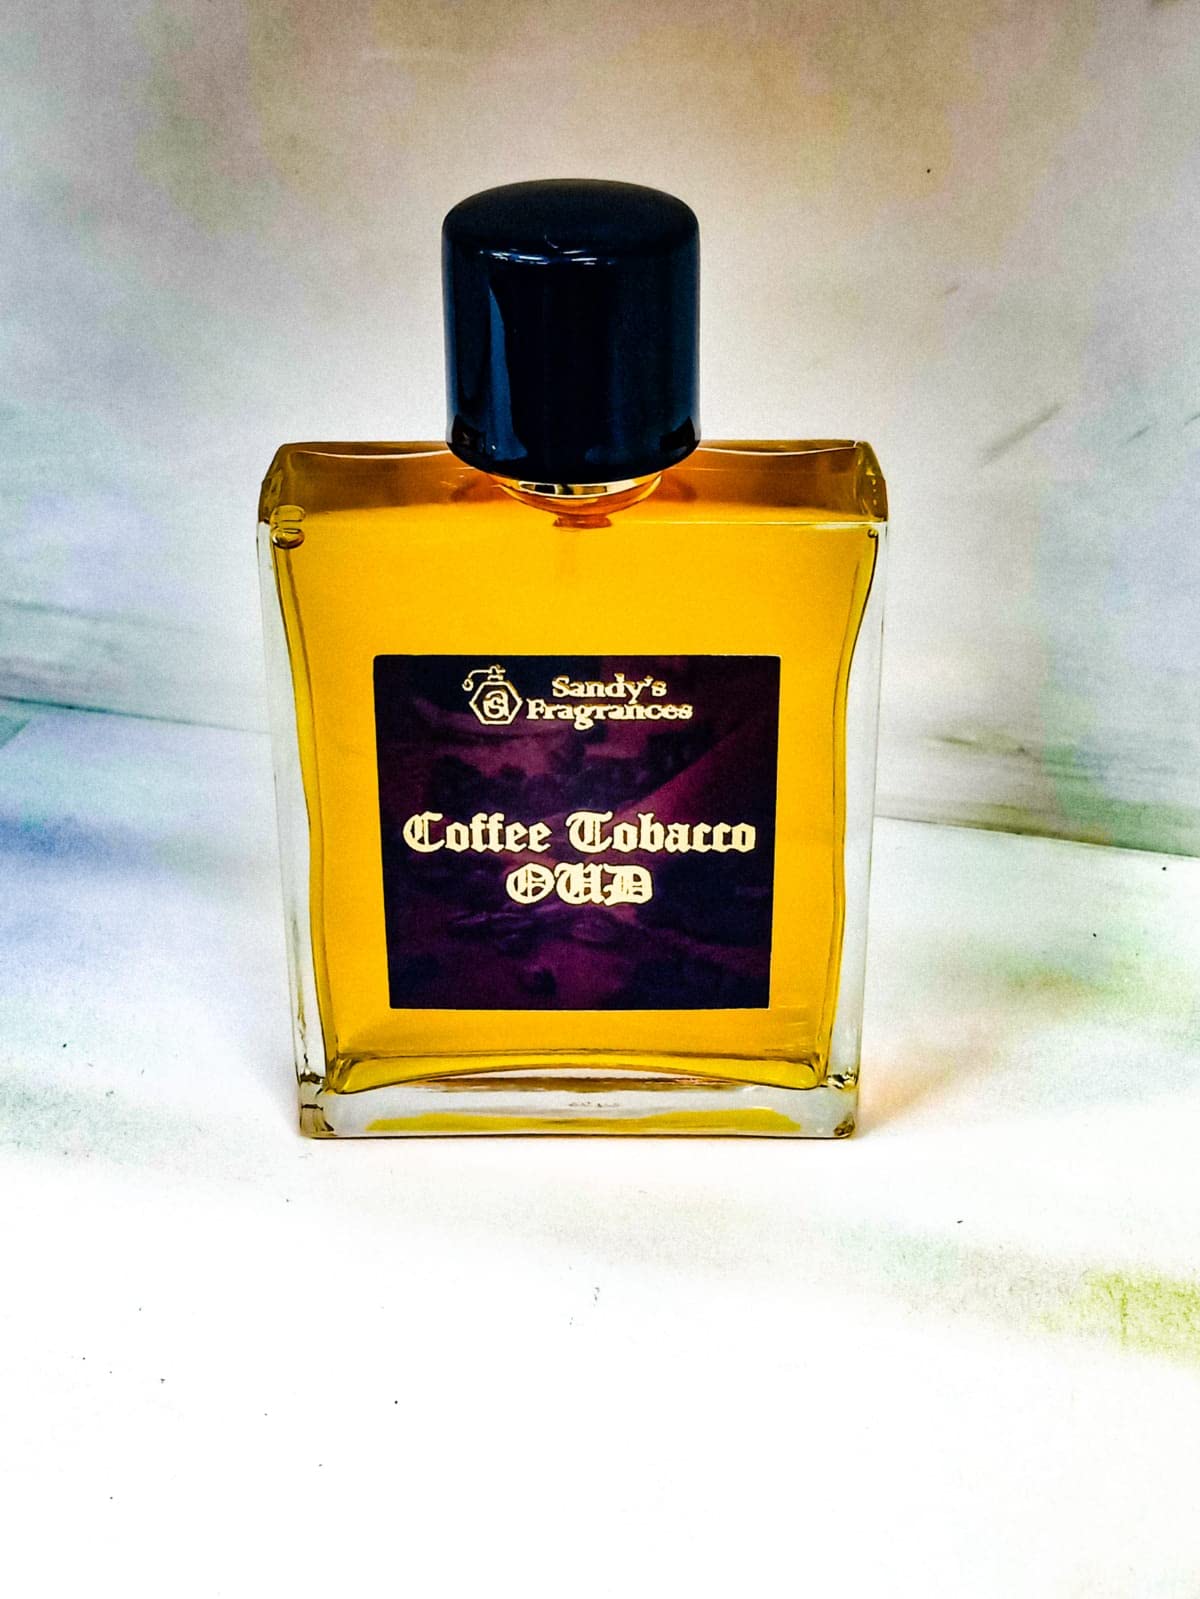 Sandy's
Fragrances
Coffee Tobacco
OUD